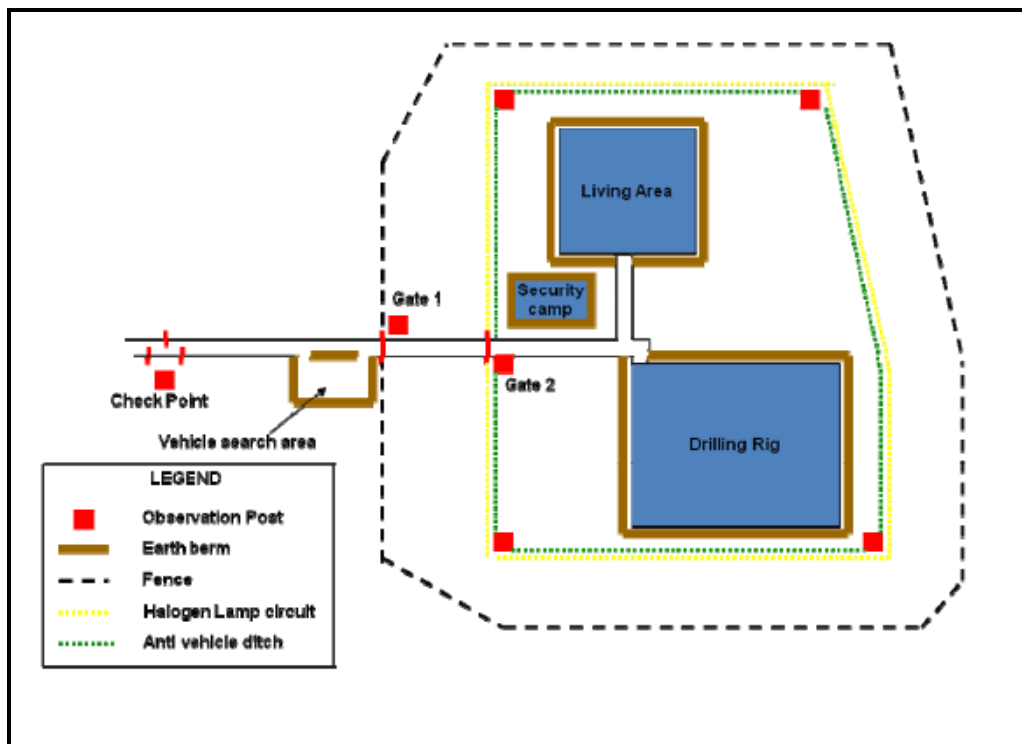 Living Area
Security
camp
Gate 1
Gate 2
Check Point
Vehicle search area
Drilling Rig
LEGEND
Observation Post
Earth berm
Fence
Halogen Lamp circuit
Anti vehicle ditch